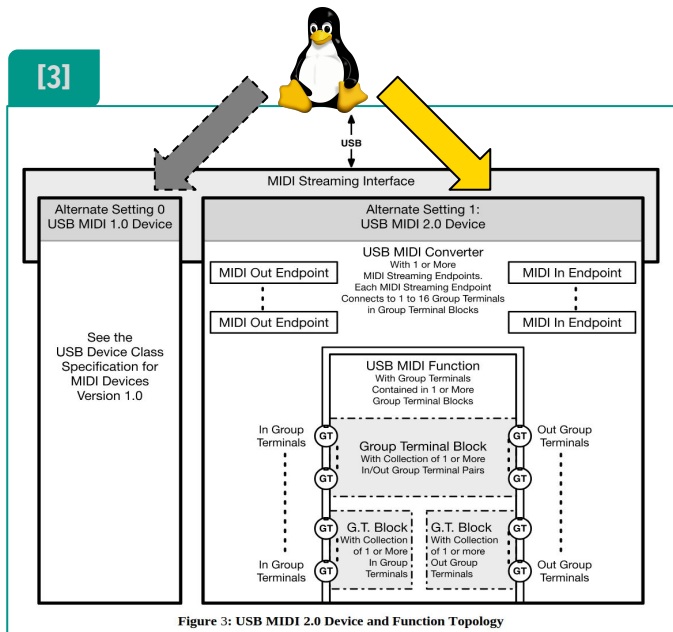 [3]
USB
MIDI Streaming Interface
Alternate Setting 0
USB MIDI 1.0 Device
See the
USB Device Class
Specification for
MIDI Devices
Version 1.0
Alternate Setting 1:
USB MIDI 2.0 Device
USB MIDI Converter
With 1 or More
MIDI Streaming Endpoints.
Each MIDI Streaming Endpoint
Connects to 1 to 16 Group Terminals
in Group Terminal Blocks
MIDI Out Endpoint
MIDI Out Endpoint
MIDI In Endpoint
MIDI In Endpoint
USB MIDI Function
With Group Terminals
Contained in 1 or More
Group Terminal Blocks
In Group
Terminals
GT
GT
Group Terminal Block
With Collection of 1 or More
In/Out Group Terminal Pairs
GT
GT
Out Group
Terminals
In Group
Terminals
GT
GT
G.T. Block
With Collection
of 1 or More
In Group
Terminals
G.T. Block
With Collection
of 1 or more
Out Group
Terminals
GT
GT
Out Group
Terminals
Figure 3: USB MIDI 2.0 Device and Function Topology